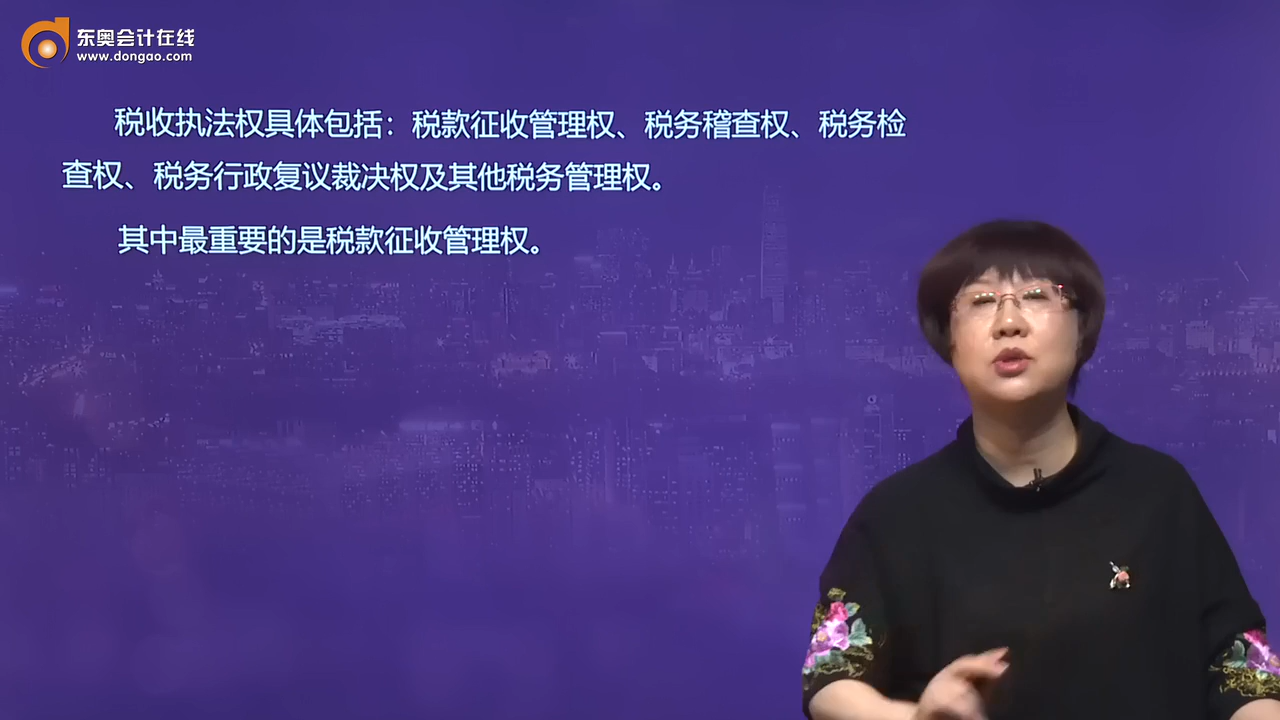 东奥会计在线
www.dongao.com
税收执法权具体包括：税款征收管理权、税务稽查权、税务检
查权、税务行政复议裁决权及其他税务管理权。
其中最重要的是税款征收管理权。